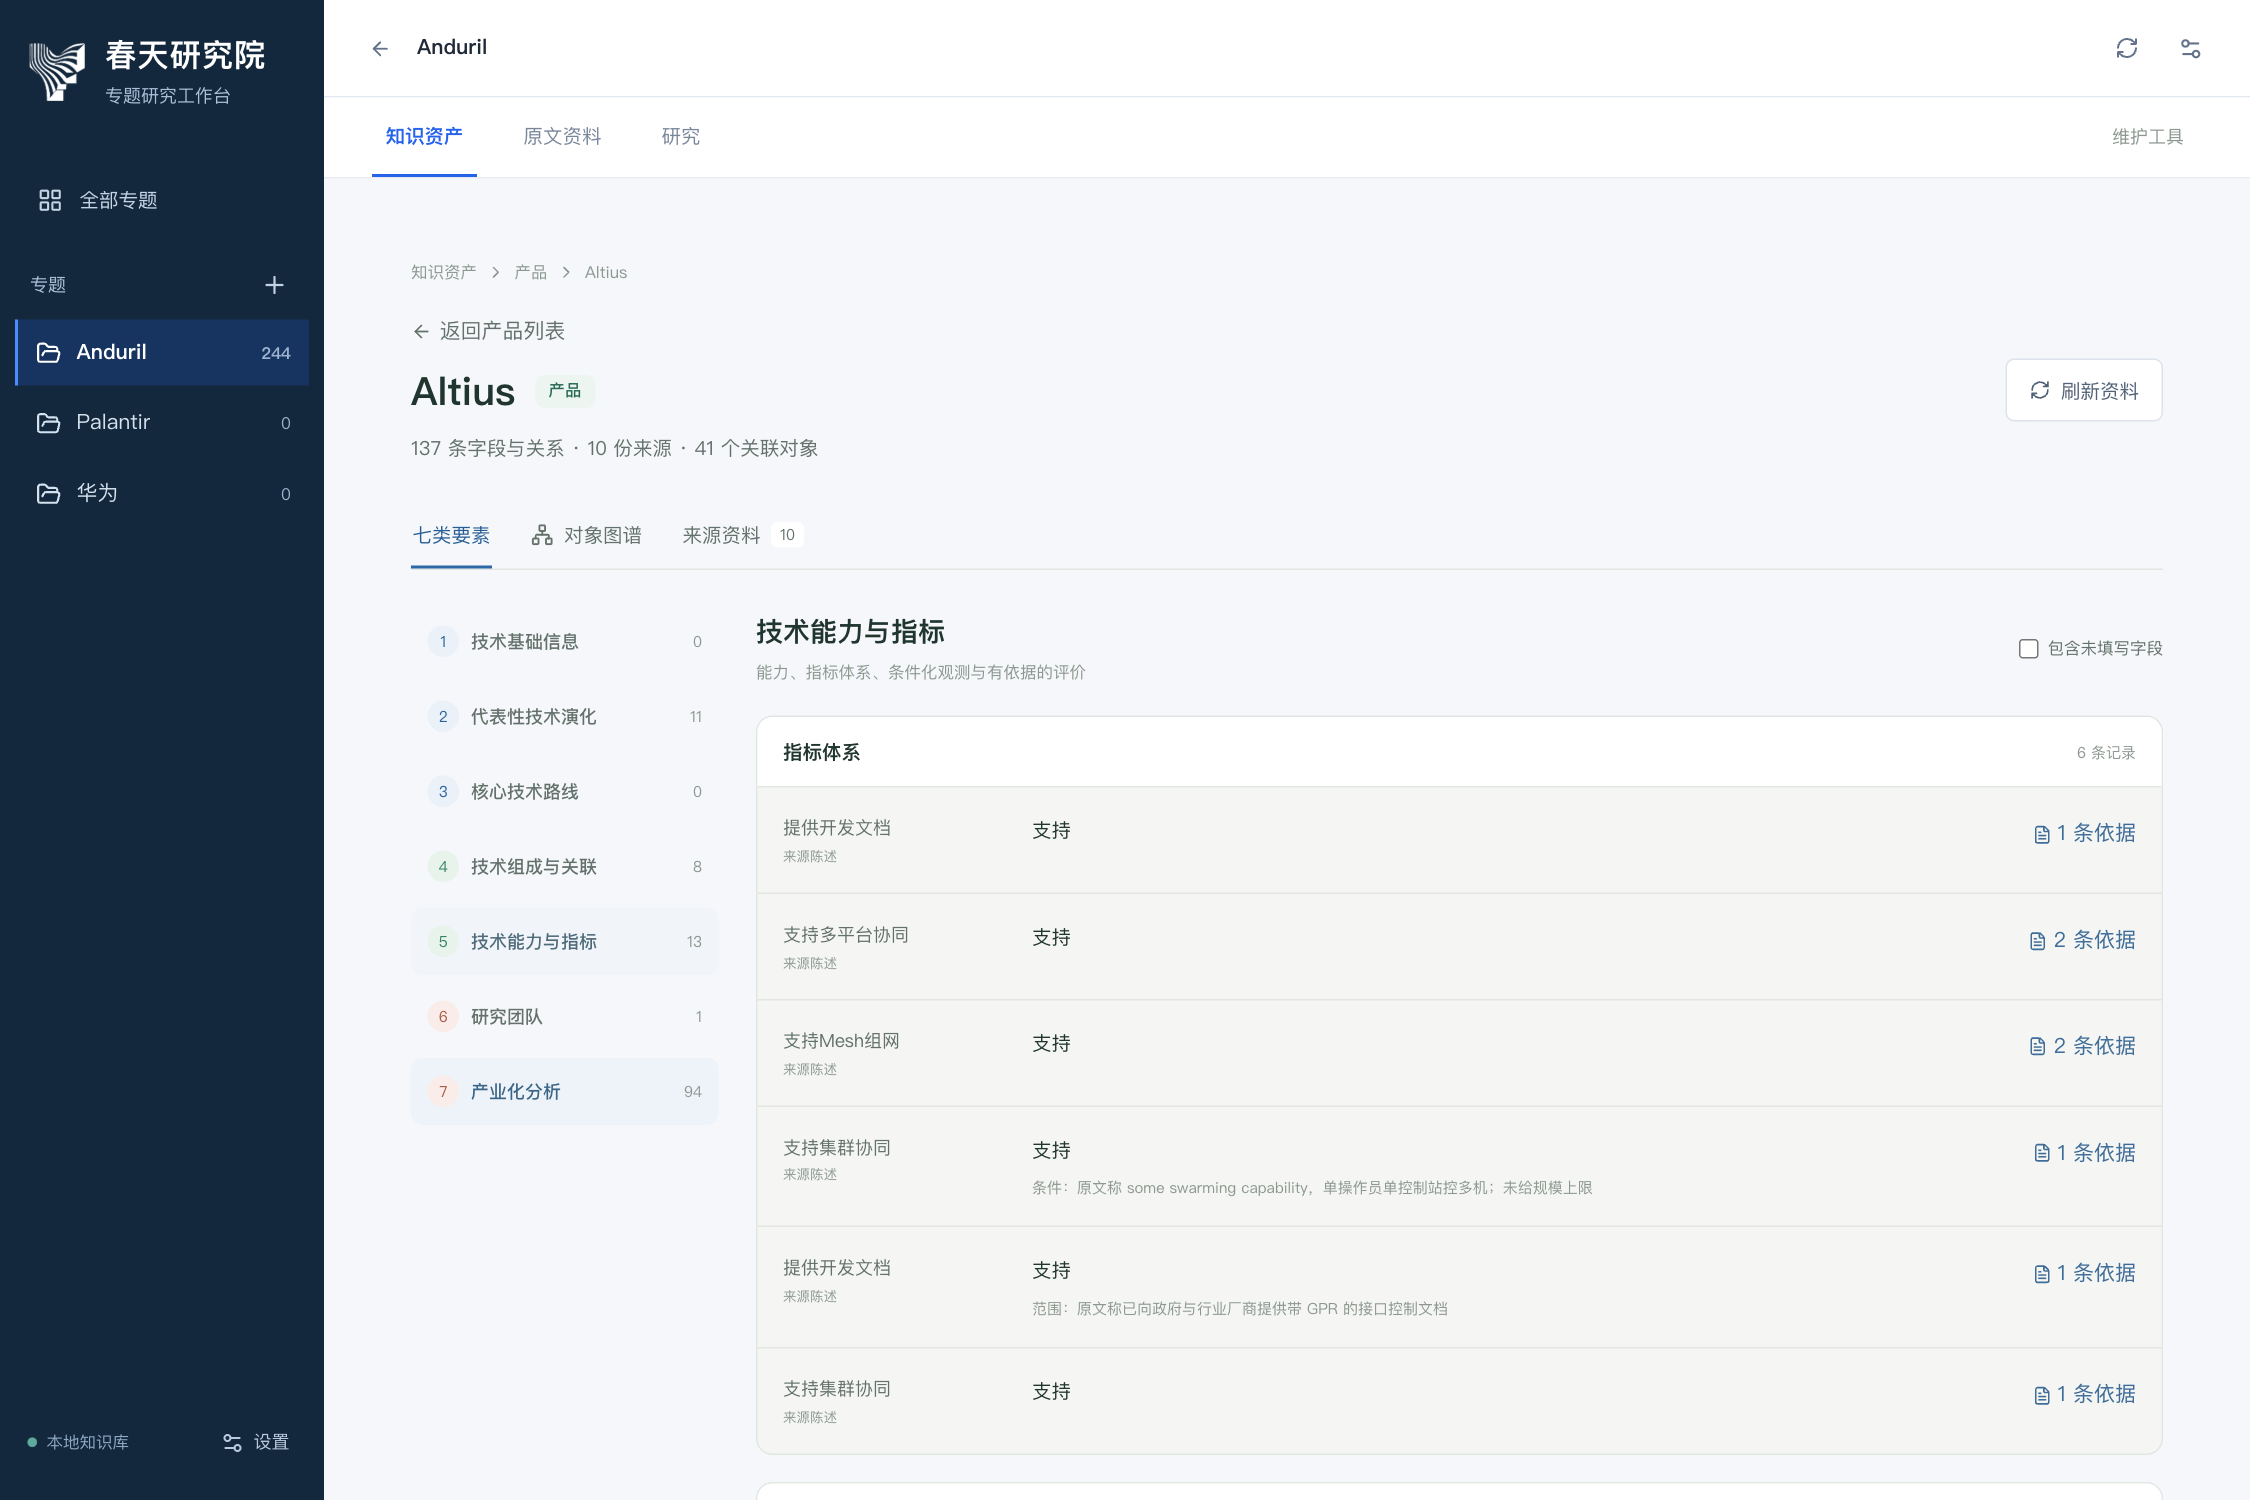 春天研究院
专题研究工作台
全部专题
专题
Anduril 244
Palantir 0
华为 0
本地知识库 设置
Anduril
知识资产 原文资料 研究 维护工具
知识资产 > 产品 > Altius
← 返回产品列表
Altius 产品
刷新资料
137 条字段与关系 · 10 份来源 · 41 个关联对象
七类要素 对象图谱 来源资料 10
1 技术基础信息 0
2 代表性技术演化 11
3 核心技术路线 0
4 技术组成与关联 8
5 技术能力与指标 13
6 研究团队 1
7 产业化分析 94
技术能力与指标
能力、指标体系、条件化观测与有依据的评价
包含未填写字段
指标体系 6 条记录
提供开发文档 支持 1 条依据
来源陈述
支持多平台协同 支持 2 条依据
来源陈述
支持Mesh组网 支持 2 条依据
来源陈述
支持集群协同 支持 1 条依据
来源陈述
条件：原文称 some swarming capability，单操作员单控制站控多机；未给规模上限
提供开发文档 支持 1 条依据
来源陈述
范围：原文称已向政府与行业厂商提供带 GPR 的接口控制文档
支持集群协同 支持 1 条依据
来源陈述